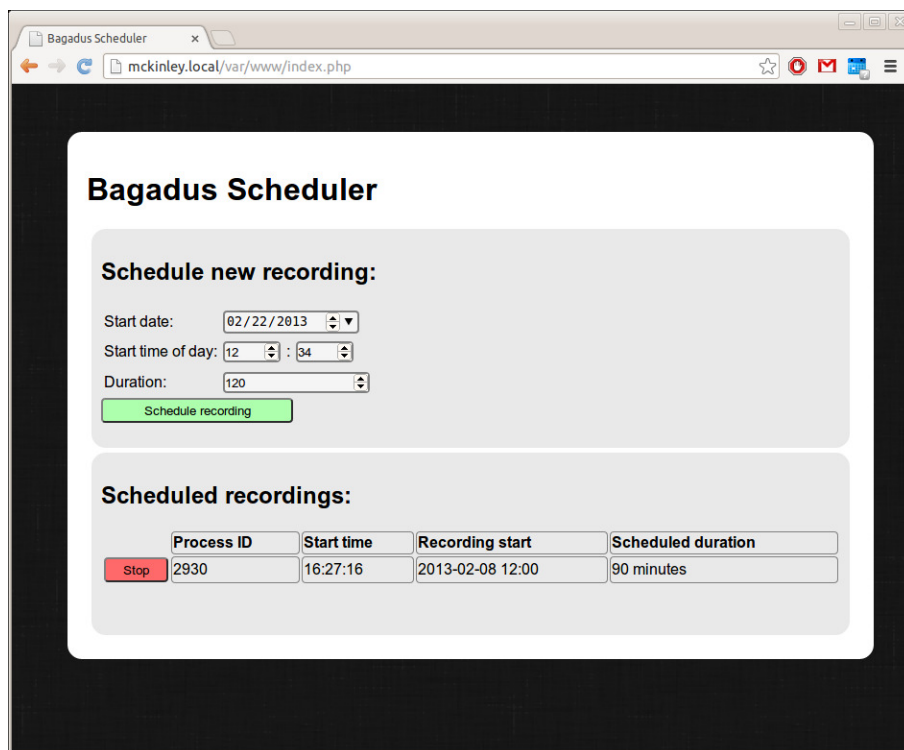 Bagadus Scheduler
mckinley.local/var/www/index.php
Bagadus Scheduler
Schedule new recording:
Start date: 02/22/2013
Start time of day: 12 : 34
Duration: 120
Schedule recording
Scheduled recordings:
Process ID Start time Recording start Scheduled duration
Stop 2930 16:27:16 2013-02-08 12:00 90 minutes